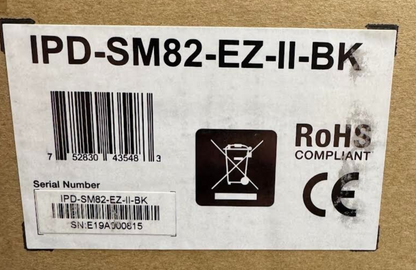 IPD-SM82-EZ-II-BK
7 52830 43548 3
RoHS
COMPLIANT
CE
Serial Number
IPD-SM82-EZ-II-BK
SN:E19A000815